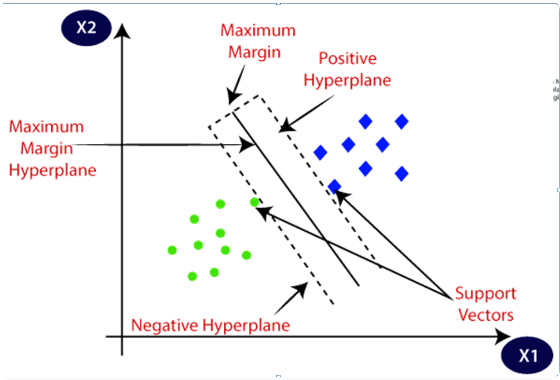 X2
Maximum
Margin
Positive
Hyperplane
Maximum
Margin
Hyperplane
Support
Vectors
Negative Hyperplane
X1